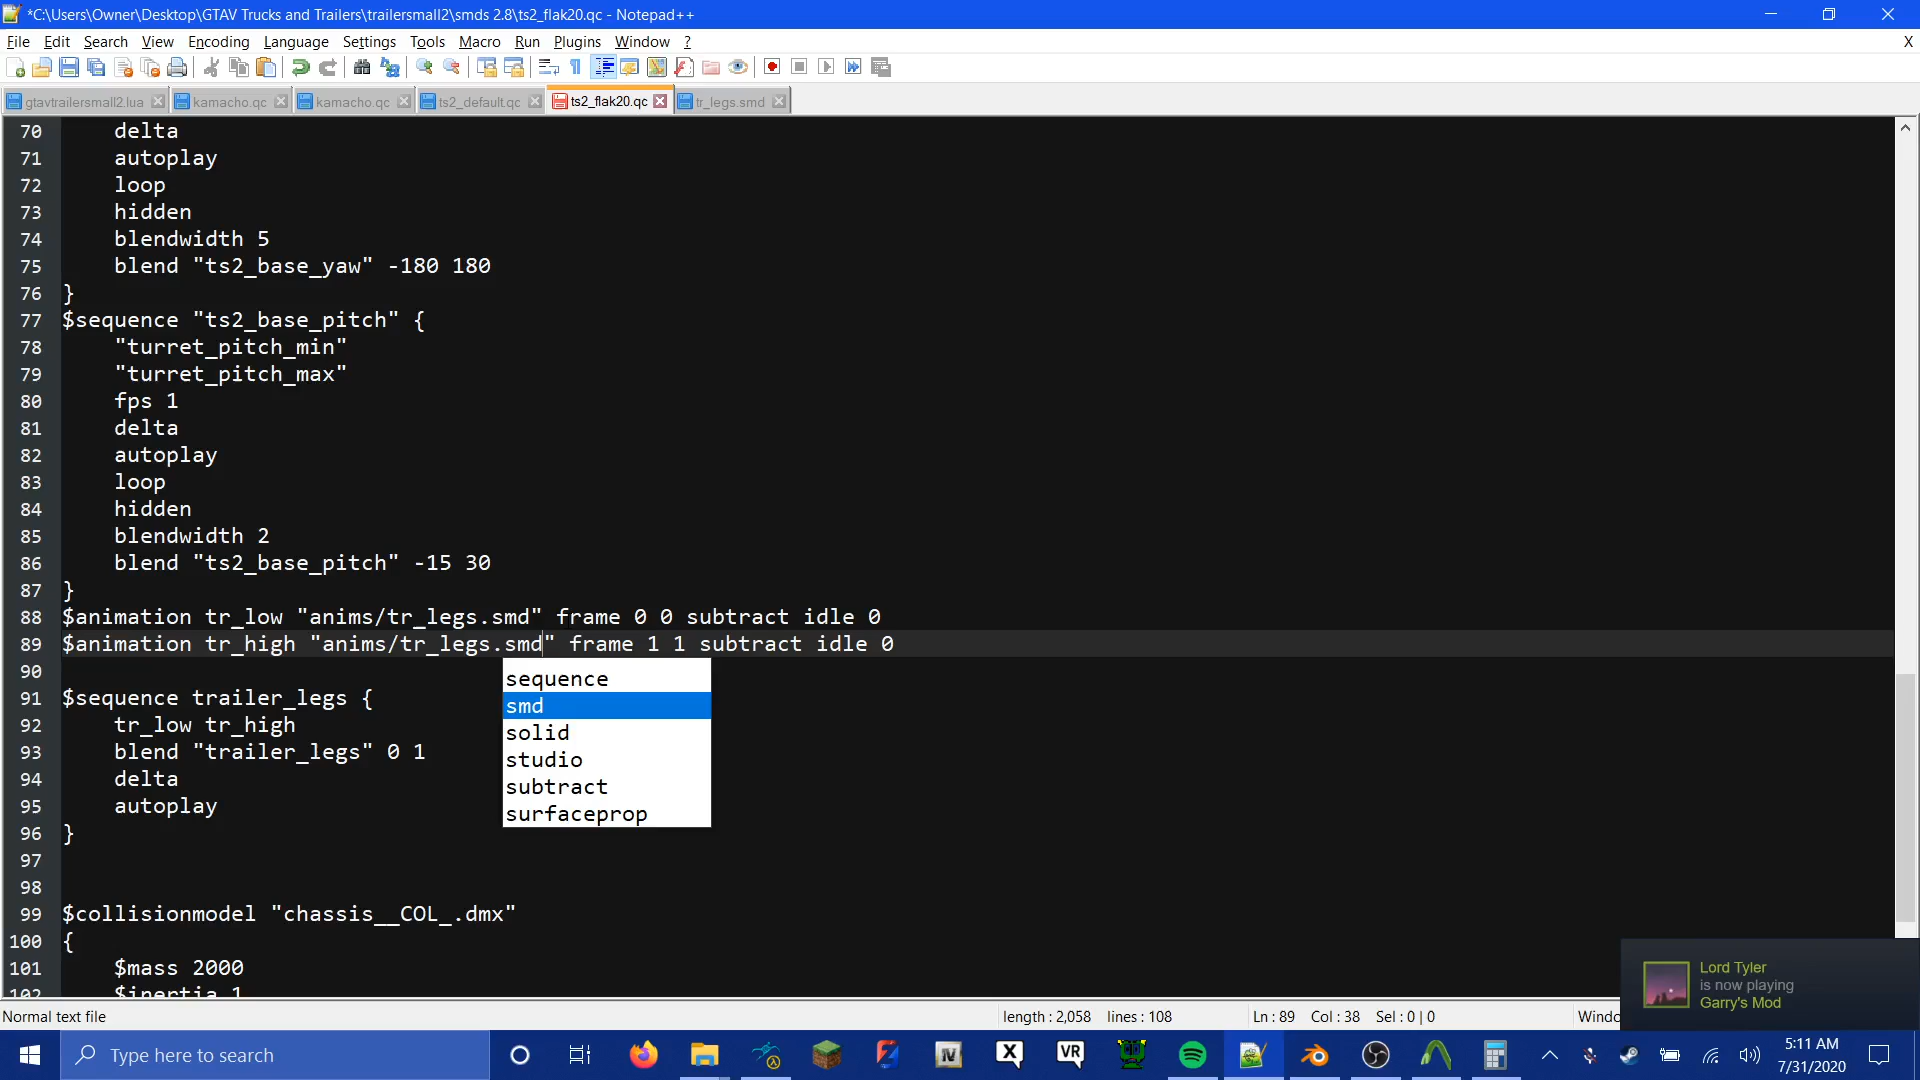 *C:\Users\Owner\Desktop\GTAV Trucks and Trailers\trailersmall2\smds 2.8\ts2_flak20.qc - Notepad++
File Edit Search View Encoding Language Settings Tools Macro Run Plugins Window ? X
gtavtrailersmall2.lua kamacho.qc kamacho.qc ts2_default.qc ts2_flak20.qc tr_legs.smd
70 delta
71 autoplay
72 loop
73 hidden
74 blendwidth 5
75 blend "ts2_base_yaw" -180 180
76 }
77 $sequence "ts2_base_pitch" {
78 "turret_pitch_min"
79 "turret_pitch_max"
80 fps 1
81 delta
82 autoplay
83 loop
84 hidden
85 blendwidth 2
86 blend "ts2_base_pitch" -15 30
87 }
88 $animation tr_low "anims/tr_legs.smd" frame 0 0 subtract idle 0
89 $animation tr_high "anims/tr_legs.smd" frame 1 1 subtract idle 0
90
91 $sequence trailer_legs {
92 tr_low tr_high
93 blend "trailer_legs" 0 1
94 delta
95 autoplay
96 }
97
98
99 $collisionmodel "chassis__COL_.dmx"
100 {
101 $mass 2000
102 $inertia 1
sequence
smd
solid
studio
subtract
surfaceprop
Lord Tyler
is now playing
Garry's Mod
Normal text file length : 2,058 lines : 108 Ln : 89 Col : 38 Sel : 0 | 0 Windo
Type here to search
IV X VR
5:11 AM
7/31/2020